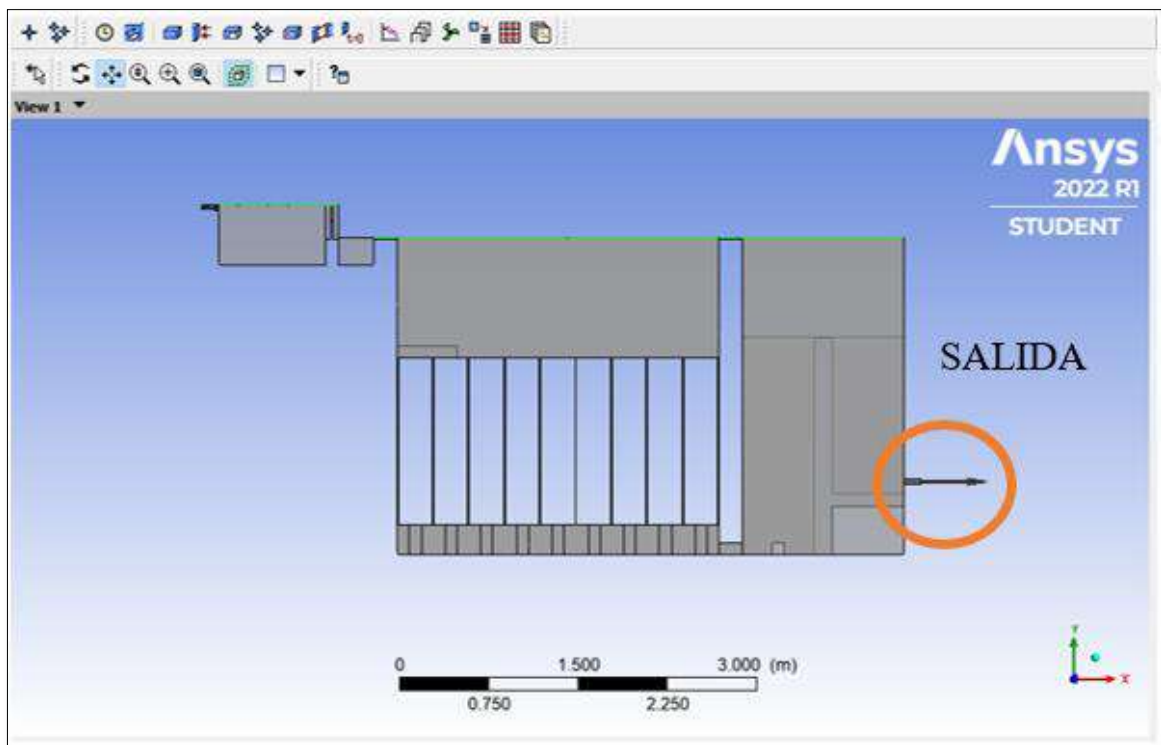 View 1
Ansys
2022 R1
STUDENT
SALIDA
0 1.500 3.000 (m)
0.750 2.250
Y
X